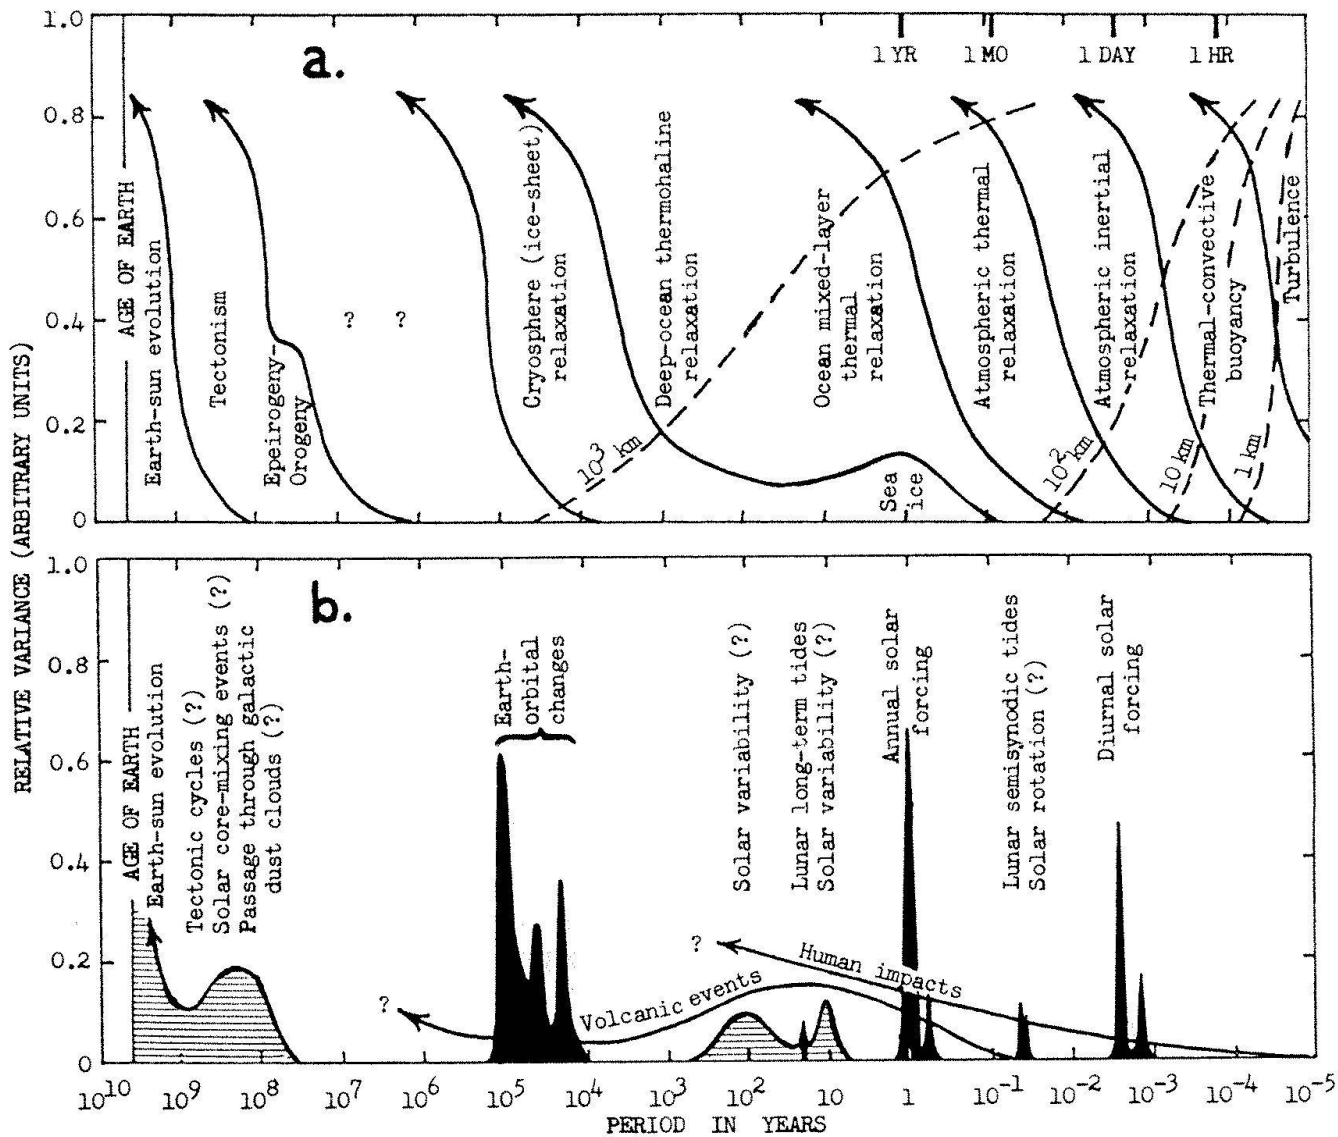 RELATIVE VARIANCE (ARBITRARY UNITS)
a.
1.0
0.8
0.6
0.4
0.2
0
1 YR
1 MO
1 DAY
1 HR
AGE OF EARTH
Earth-sun evolution
Tectonism
Epeirogeny-
Orogeny
?
?
Cryosphere (ice-sheet)
relaxation
10³ km
Deep-ocean thermohaline
relaxation
Ocean mixed-layer
thermal
relaxation
Sea
ice
Atmospheric thermal
relaxation
10² km
Atmospheric inertial
relaxation
10 km
Thermal-convective
buoyancy
1 km
Turbulence
b.
1.0
0.8
0.6
0.4
0.2
0
AGE OF EARTH
Earth-sun evolution
Tectonic cycles (?)
Solar core-mixing events (?)
Passage through galactic
dust clouds (?)
?
Earth-
orbital
changes
Volcanic events
?
Human impacts
Solar variability (?)
Lunar long-term tides
Solar variability (?)
Annual solar
forcing
Lunar semisynodic tides
Solar rotation (?)
Diurnal solar
forcing
10¹⁰ 10⁹ 10⁸ 10⁷ 10⁶ 10⁵ 10⁴ 10³ 10² 10 1 10⁻¹ 10⁻² 10⁻³ 10⁻⁴ 10⁻⁵
PERIOD IN YEARS